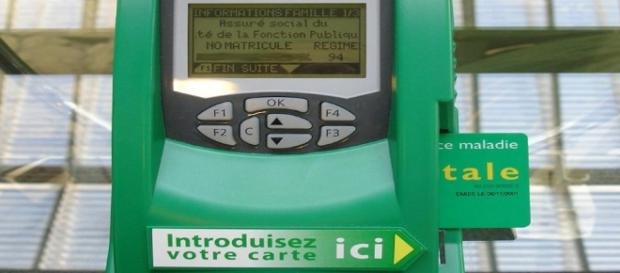 INFORMATIONS FAMILLE 1/3
Assuré social du
té de la Fonction Publiqu
NO MATRICULE REGIME
94
F1 FIN SUITE
OK
F1
F4
F2
C
F3
ce maladie
tale
Introduisez
votre carte
ici